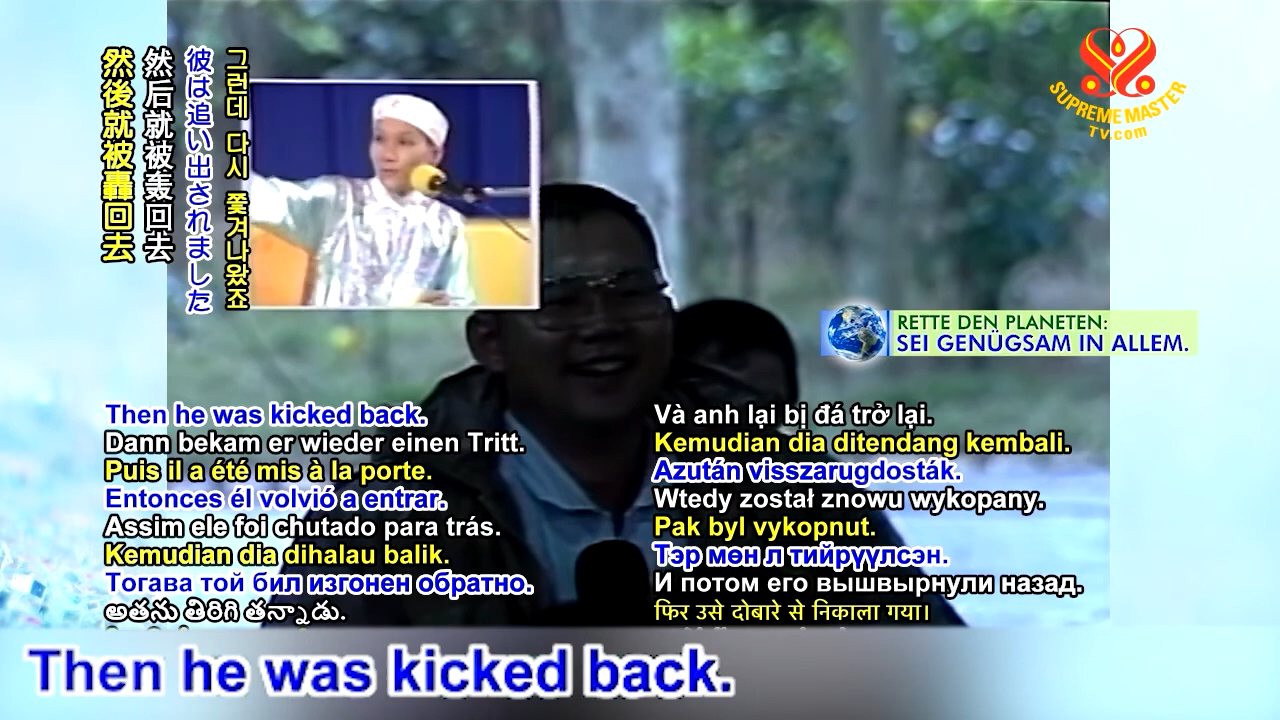 然後就被轟回去
然后就被轰回去
彼は追い出されました
그런데 다시 쫓겨나왔죠
SUPREME MASTER
TV.com
RETTE DEN PLANETEN:
SEI GENÜGSAM IN ALLEM.
Then he was kicked back.
Dann bekam er wieder einen Tritt.
Puis il a été mis à la porte.
Entonces él volvió a entrar.
Assim ele foi chutado para trás.
Kemudian dia dihalau balik.
Тогава той бил изгонен обратно.
అతను తిరిగి తన్నాడు.
Và anh lại bị đá trở lại.
Kemudian dia ditendang kembali.
Azután visszarugdosták.
Wtedy został znowu wykopany.
Pak byl vykopnut.
Тэр мөн л тийрүүлсэн.
И потом его вышвырнули назад.
फिर उसे दोबारे से निकाला गया।
Then he was kicked back.